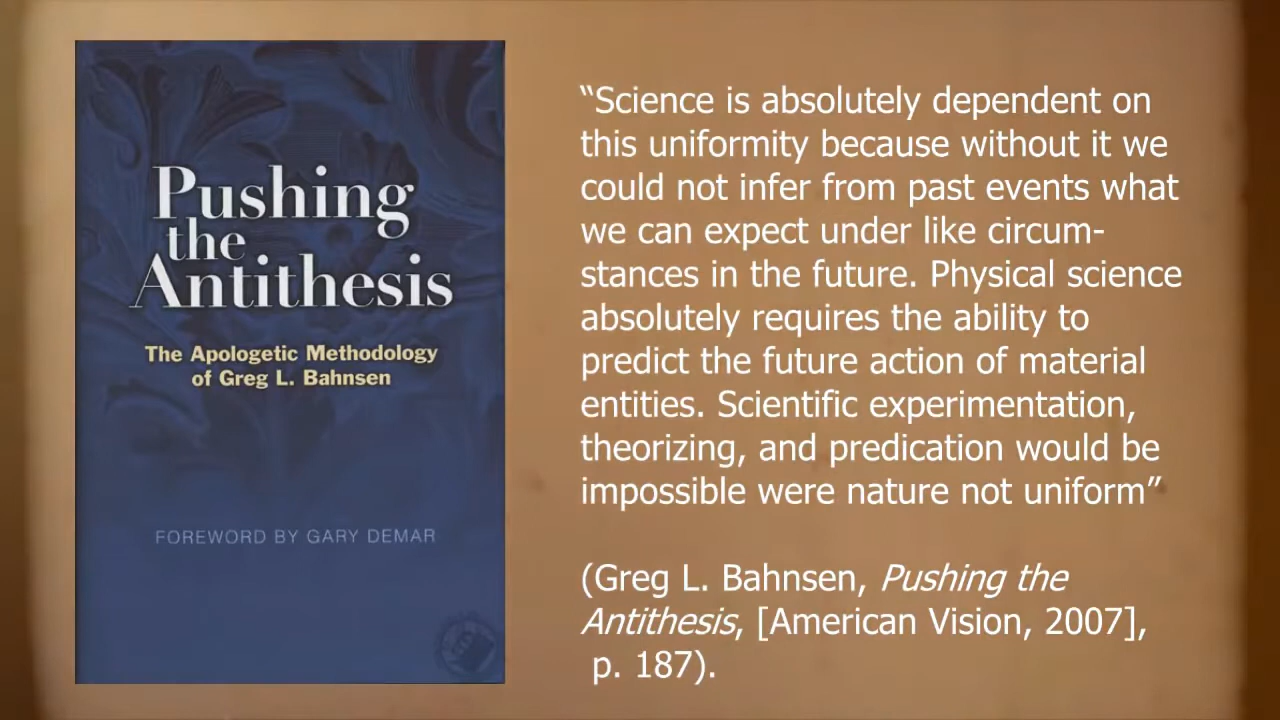 Pushing
the
Antithesis
The Apologetic Methodology
of Greg L. Bahnsen
FOREWORD BY GARY DEMAR
“Science is absolutely dependent on
this uniformity because without it we
could not infer from past events what
we can expect under like circum-
stances in the future. Physical science
absolutely requires the ability to
predict the future action of material
entities. Scientific experimentation,
theorizing, and predication would be
impossible were nature not uniform”
(Greg L. Bahnsen, Pushing the
Antithesis, [American Vision, 2007],
p. 187).